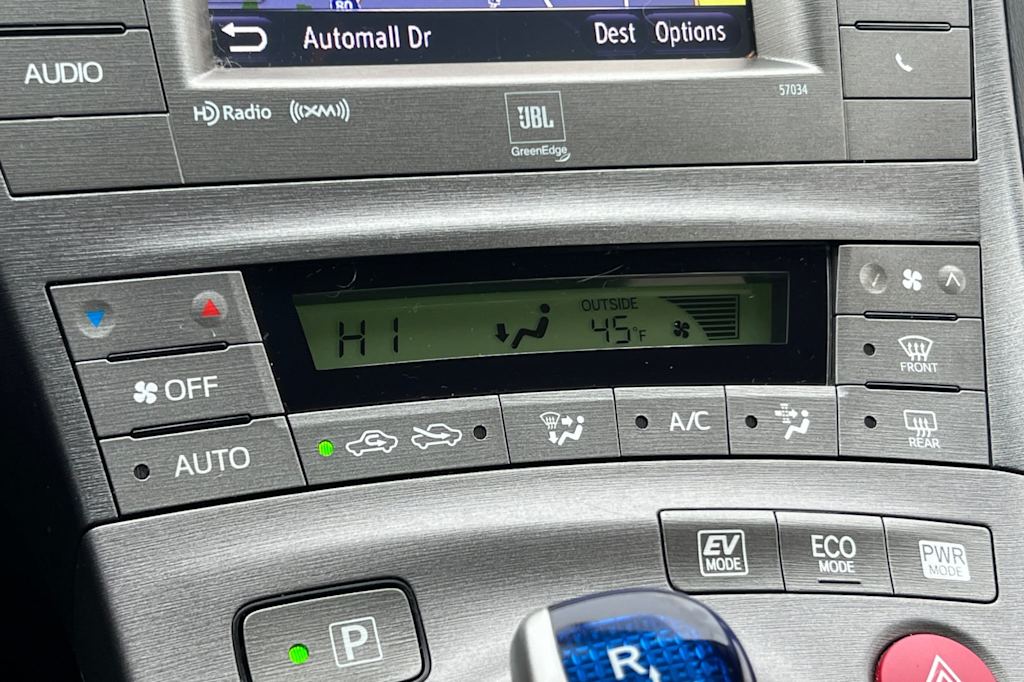 80
Automall Dr
Dest
Options
AUDIO
57034
HD Radio
((XM))
JBL
GreenEdge
HI
OUTSIDE
45°F
OFF
AUTO
A/C
FRONT
REAR
EV
MODE
ECO
MODE
PWR
MODE
P
R